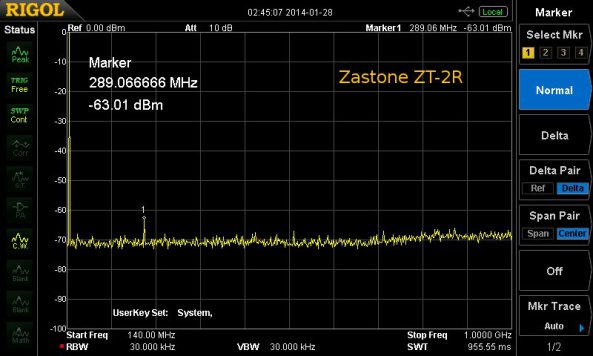 RIGOL
02:45:07 2014-01-28
Local
Marker
Status
Ref 0.00 dBm
Att 10 dB
Marker1 289.06 MHz -63.01 dBm
Select Mkr
1 2 3 4
Peak
TRIG
Free
SWP
Cont
Corr
S.T.
PA
C.W.
Blank
Blank
Math
0
-10
-20
-30
-40
-50
-60
-70
-80
-90
-100
Marker
289.066666 MHz
-63.01 dBm
Zastone ZT-2R
1
UserKey Set: System,
Start Freq 140.00 MHz
Stop Freq 1.0000 GHz
RBW 30.000 kHz
VBW 30.000 kHz
SWT 955.55 ms
Normal
Delta
Delta Pair
Ref Delta
Span Pair
Span Center
Off
Mkr Trace
Auto
1/2